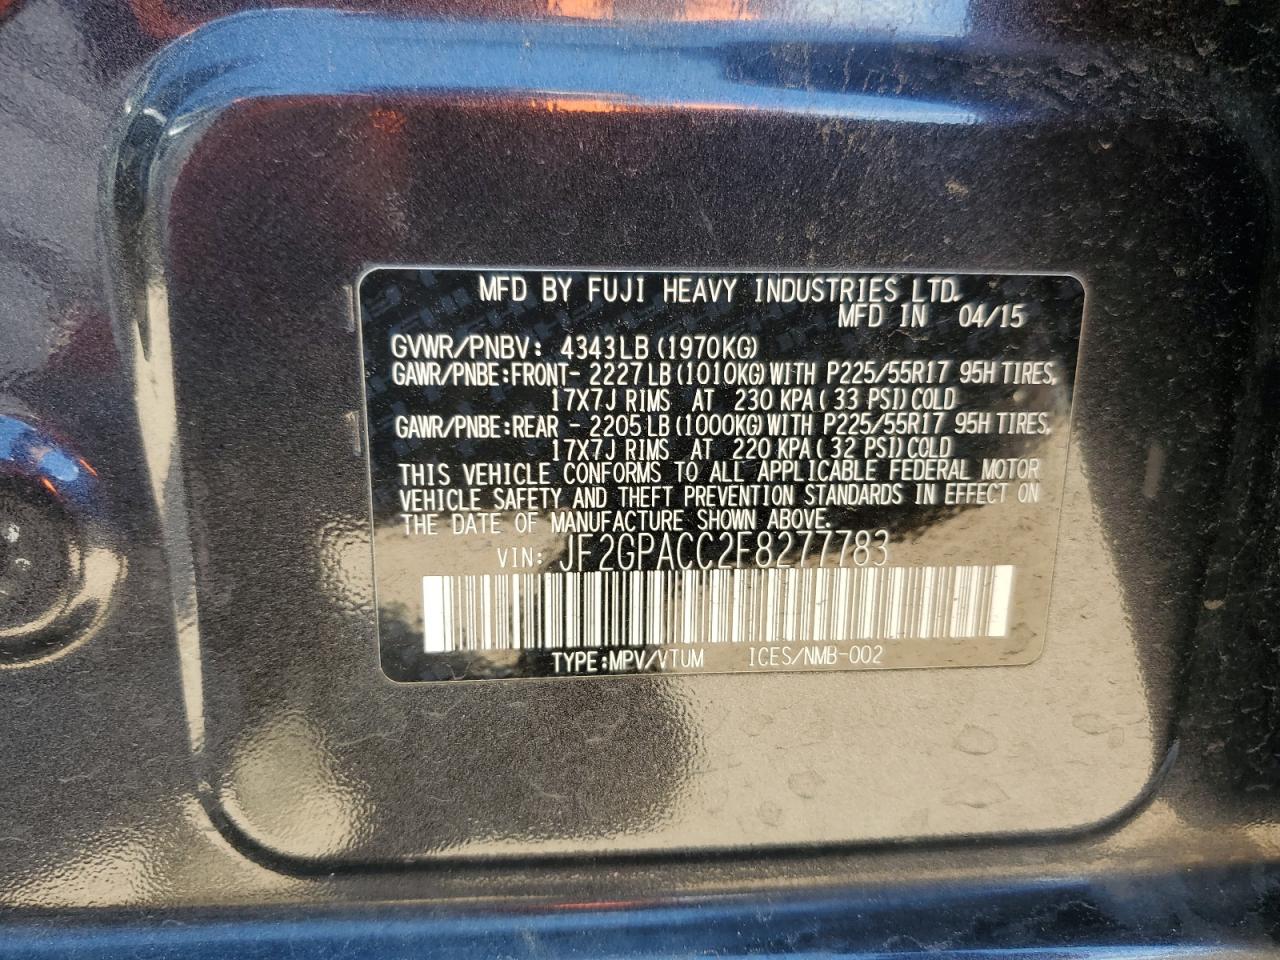 MFD BY FUJI HEAVY INDUSTRIES LTD.
MFD IN 04/15
GVWR/PNBV: 4343LB (1970KG)
GAWR/PNBE:FRONT- 2227LB (1010KG) WITH P225/55R17 95H TIRES,
17X7J RIMS AT 230 KPA (33 PSI) COLD
GAWR/PNBE:REAR - 2205LB (1000KG) WITH P225/55R17 95H TIRES,
17X7J RIMS AT 220 KPA (32 PSI) COLD
THIS VEHICLE CONFORMS TO ALL APPLICABLE FEDERAL MOTOR
VEHICLE SAFETY AND THEFT PREVENTION STANDARDS IN EFFECT ON
THE DATE OF MANUFACTURE SHOWN ABOVE.
VIN: JF2GPACC2F8277783
TYPE:MPV/VTUM ICES/NMB-002